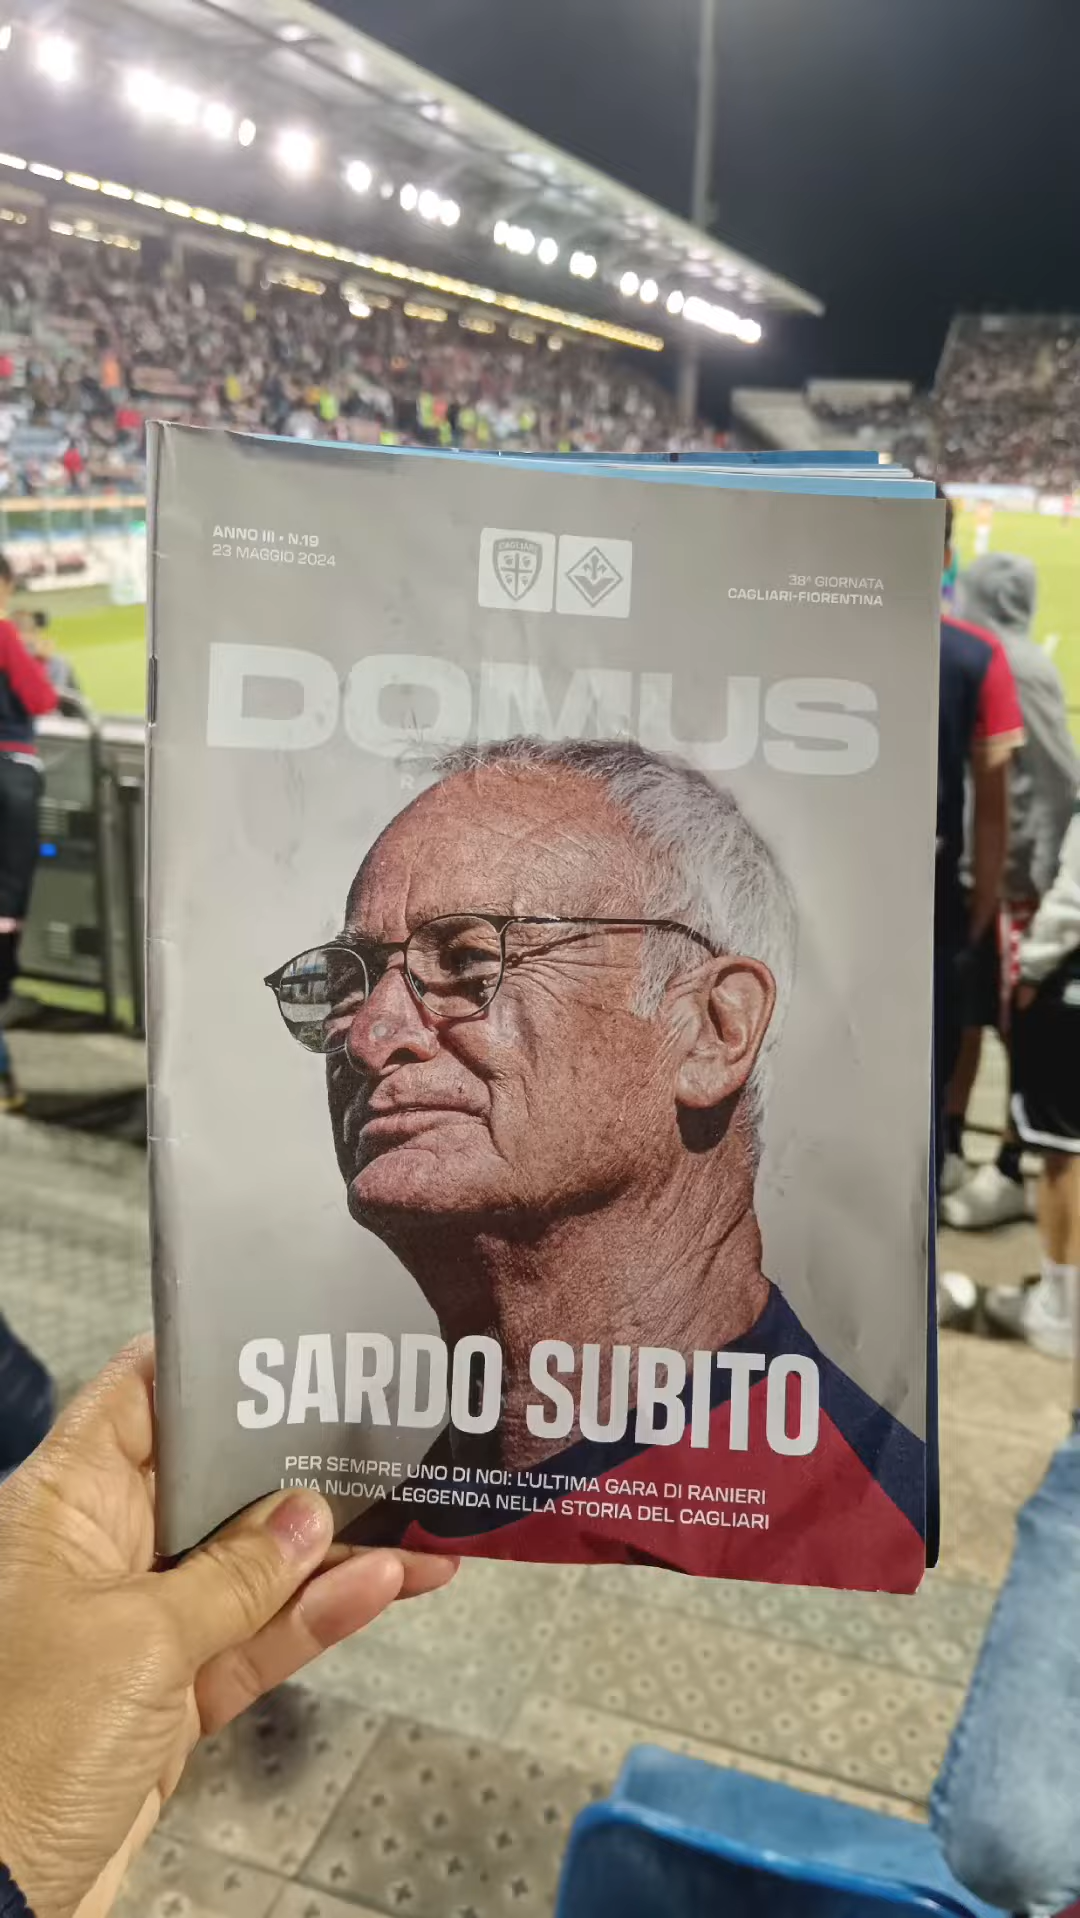 ANNO III • N.19
23 MAGGIO 2024
CAGLIARI
38ª GIORNATA
CAGLIARI-FIORENTINA
DOMUS
SARDO SUBITO
PER SEMPRE UNO DI NOI: L'ULTIMA GARA DI RANIERI
UNA NUOVA LEGGENDA NELLA STORIA DEL CAGLIARI